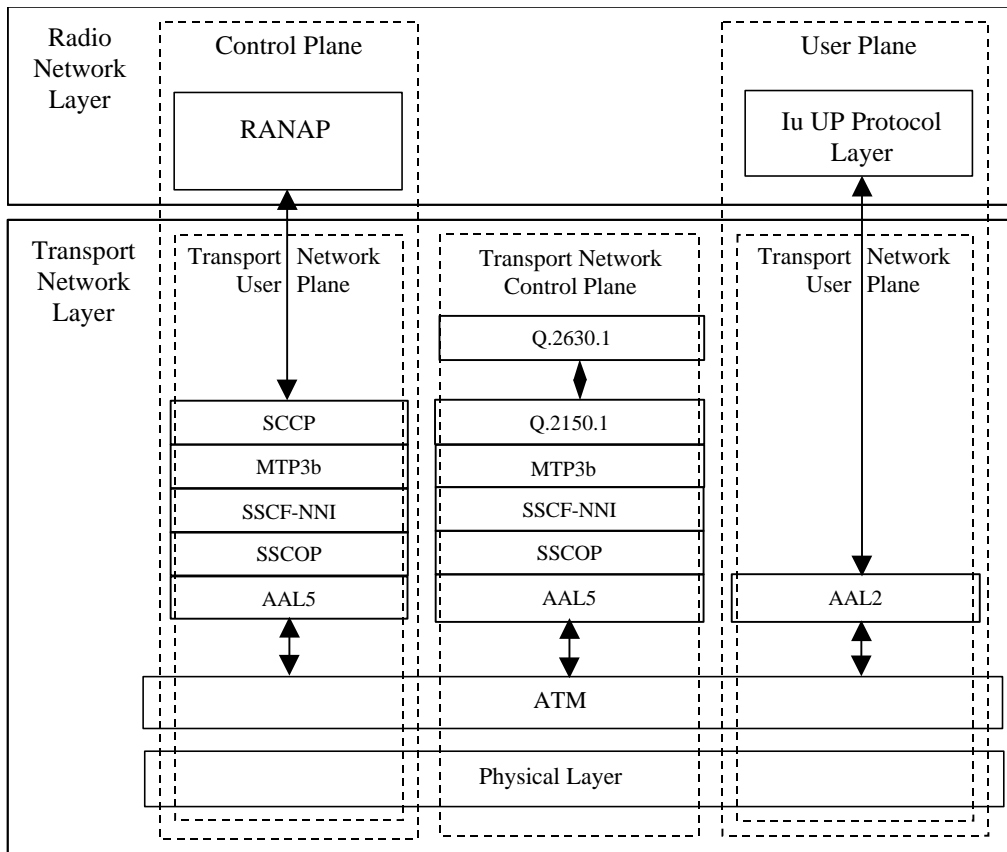 Radio
Network
Layer
Control Plane
User Plane
RANAP
Iu UP Protocol
Layer
Transport
Network
Layer
Transport Network
User Plane
Transport Network
Control Plane
Transport Network
User Plane
Q.2630.1
SCCP
MTP3b
SSCF-NNI
SSCOP
AAL5
Q.2150.1
MTP3b
SSCF-NNI
SSCOP
AAL5
AAL2
ATM
Physical Layer